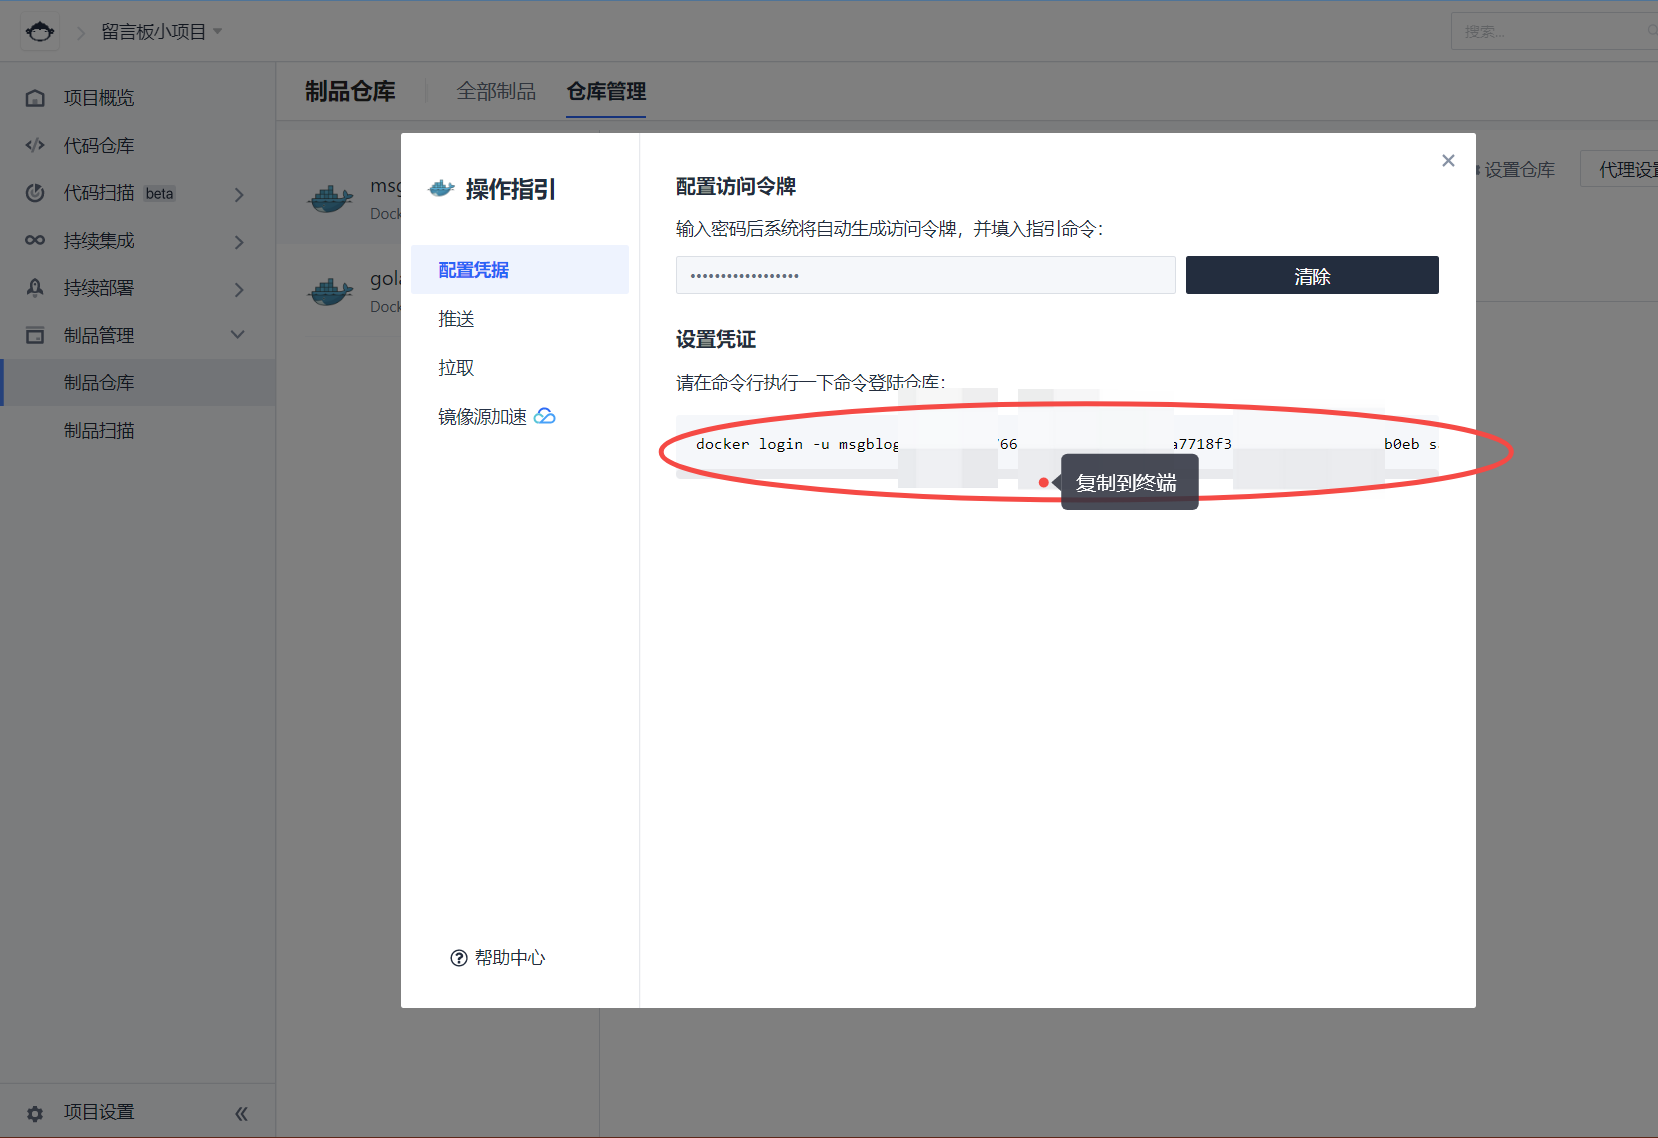 留言板小项目
搜索...
项目概览
代码仓库
代码扫描 beta
持续集成
持续部署
制品管理
制品仓库
制品扫描
项目设置
制品仓库
全部制品
仓库管理
设置仓库
代理设置
msg
Dock
gola
Dock
操作指引
配置凭据
推送
拉取
镜像源加速
帮助中心
配置访问令牌
输入密码后系统将自动生成访问令牌，并填入指引命令：
••••••••••••••••••
清除
设置凭证
请在命令行执行一下命令登陆仓库：
docker login -u msgblog 66 a7718f3 b0eb s
复制到终端